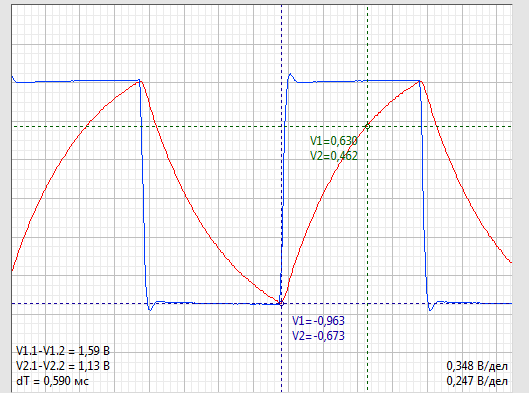 V1=0,630
V2=0,462
V1=-0,963
V2=-0,673
V1.1-V1.2 = 1,59 В
V2.1-V2.2 = 1,13 В
dT = 0,590 мс
0,348 В/дел
0,247 В/дел